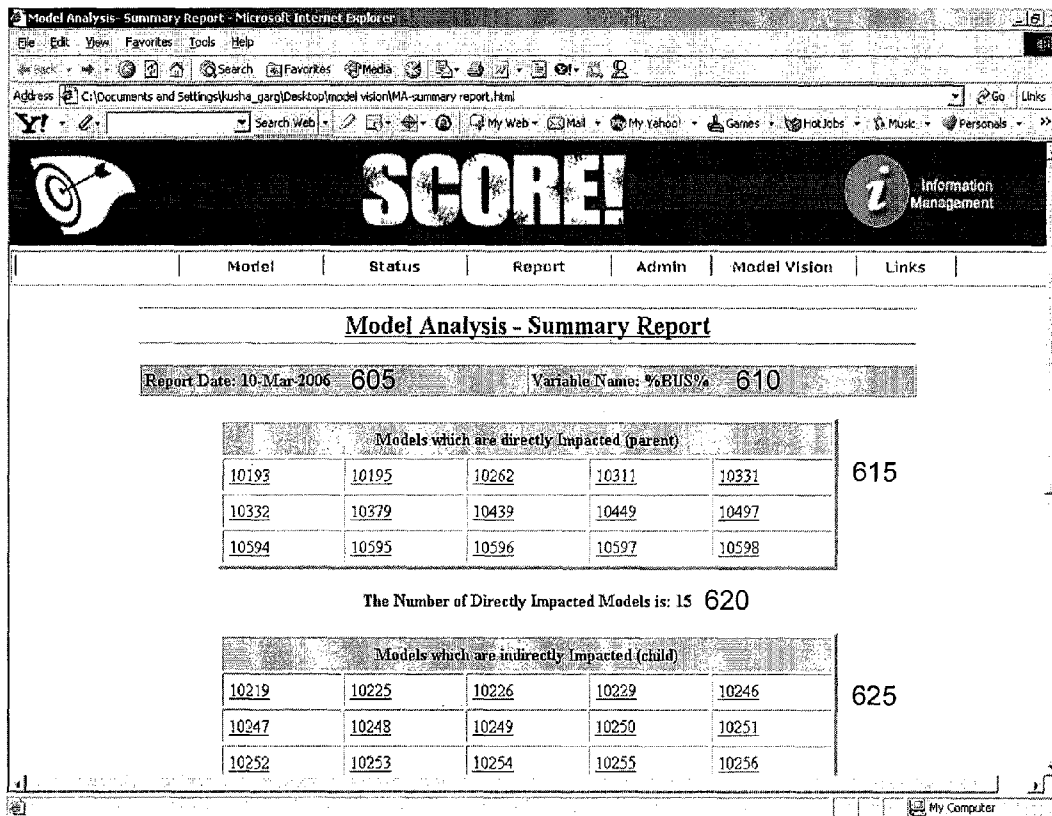 Model Analysis- Summary Report - Microsoft Internet Explorer
File Edit View Favorites Tools Help
Back Search Favorites Media
Address C:\Documents and Settings\kusha_garg\Desktop\model vision\MA-summary report.html Go Links
Y! Search Web My Web Mail My Yahoo! Games HotJobs Music Personals >>
SCORE!
i Information
Management
Model Status Report Admin Model Vision Links
Model Analysis - Summary Report
Report Date: 10-Mar-2006 605 Variable Name: %BUS% 610
Models which are directly Impacted (parent)
10193 10195 10262 10311 10331 615
10332 10379 10439 10449 10497
10594 10595 10596 10597 10598
The Number of Directly Impacted Models is: 15 620
Models which are indirectly Impacted (child)
10219 10225 10226 10229 10246 625
10247 10248 10249 10250 10251
10252 10253 10254 10255 10256
My Computer